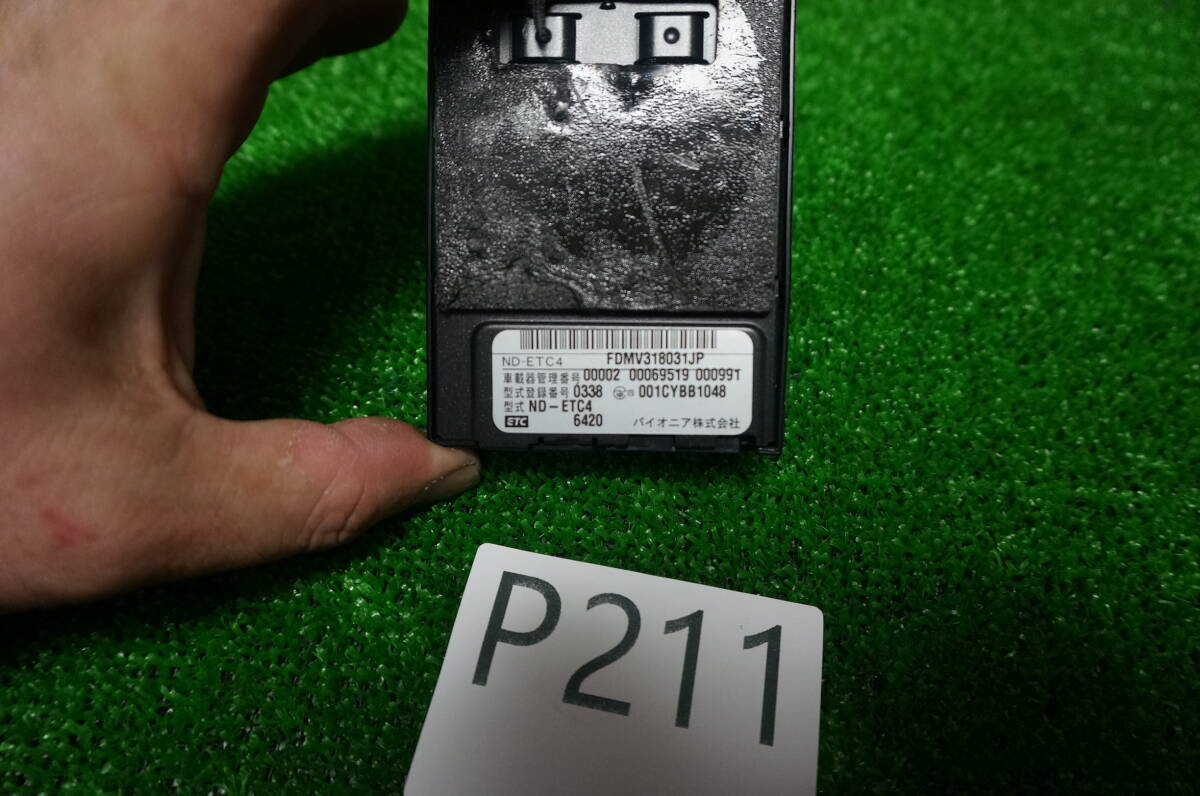 ND-ETC4 FDMV318031JP
車載器管理番号 00002 00069519 000991
型式登録番号 0338 001CYBB1048
型式 ND-ETC4
ETC 6420 パイオニア株式会社
P211